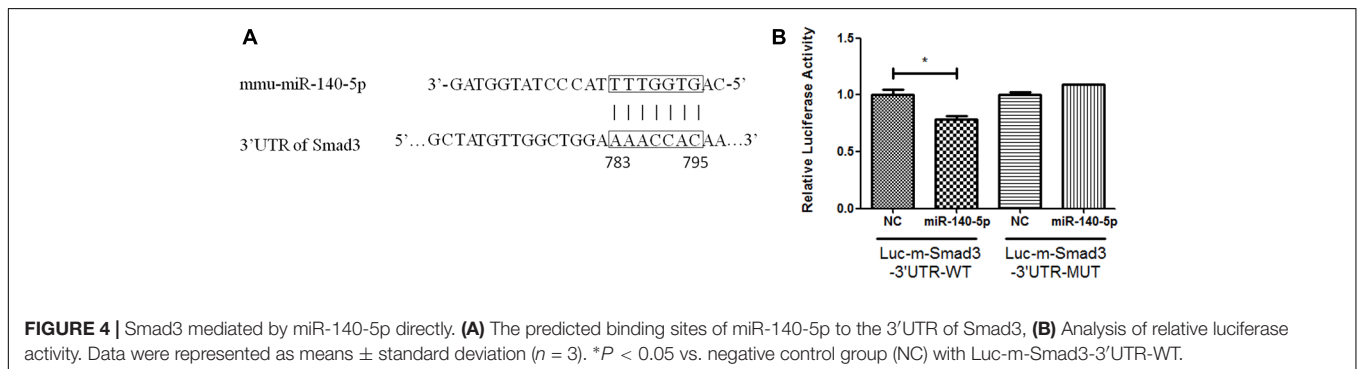 A
mmu-miR-140-5p 3'-GATGGTATCCCATTTTGGTGAC-5'
3'UTR of Smad3 5'...GCTATGTTGGCTGGAAAACCACAA...3'
783 795
B
Relative Luciferase Activity
1.5
1.0
0.5
0.0
*
NC miR-140-5p NC miR-140-5p
Luc-m-Smad3 Luc-m-Smad3
-3'UTR-WT -3'UTR-MUT
FIGURE 4 | Smad3 mediated by miR-140-5p directly. (A) The predicted binding sites of miR-140-5p to the 3′UTR of Smad3, (B) Analysis of relative luciferase
activity. Data were represented as means ± standard deviation (n = 3). *P < 0.05 vs. negative control group (NC) with Luc-m-Smad3-3′UTR-WT.